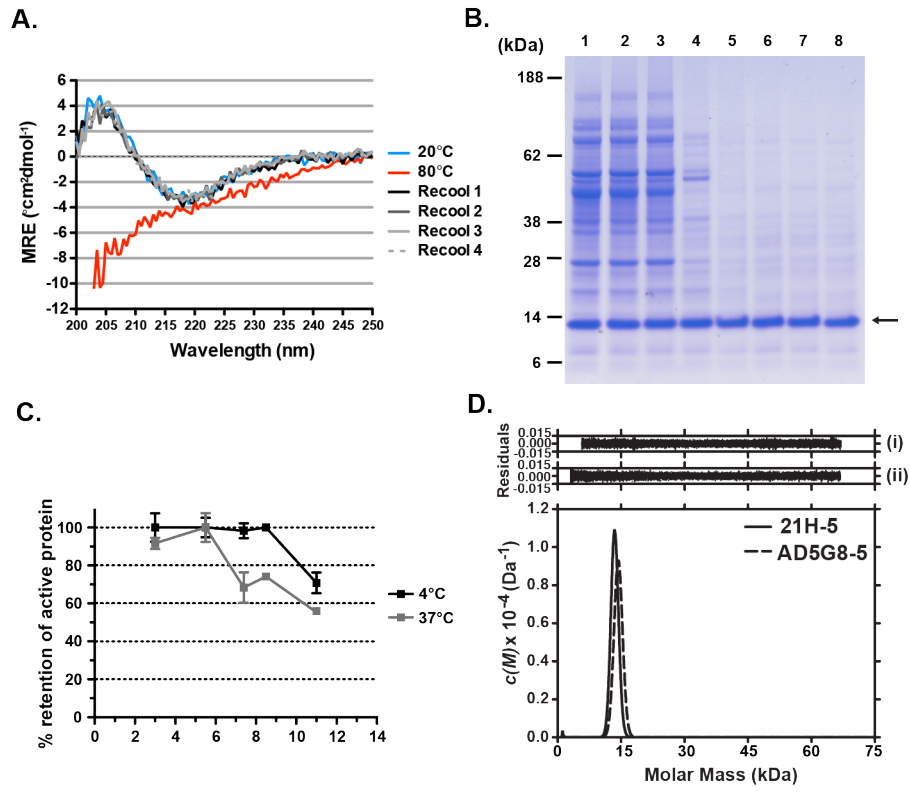 A.
6
4
2
0
-2
-4
-6
-8
-10
-12
MRE (°cm²dmol⁻¹)
200 205 210 215 220 225 230 235 240 245 250
Wavelength (nm)
20°C
80°C
Recool 1
Recool 2
Recool 3
Recool 4
B.
(kDa)
1 2 3 4 5 6 7 8
188
62
38
28
14
6
C.
% retention of active protein
100
80
60
40
20
0
0 2 4 6 8 10 12 14
4°C
37°C
D.
Residuals
0.015
0.000
-0.015
(i)
0.015
0.000
-0.015
(ii)
1.2
1.0
0.8
0.6
0.4
0.2
0.0
c(M) x 10⁻⁴ (Da⁻¹)
21H-5
AD5G8-5
0 15 30 45 60 75
Molar Mass (kDa)